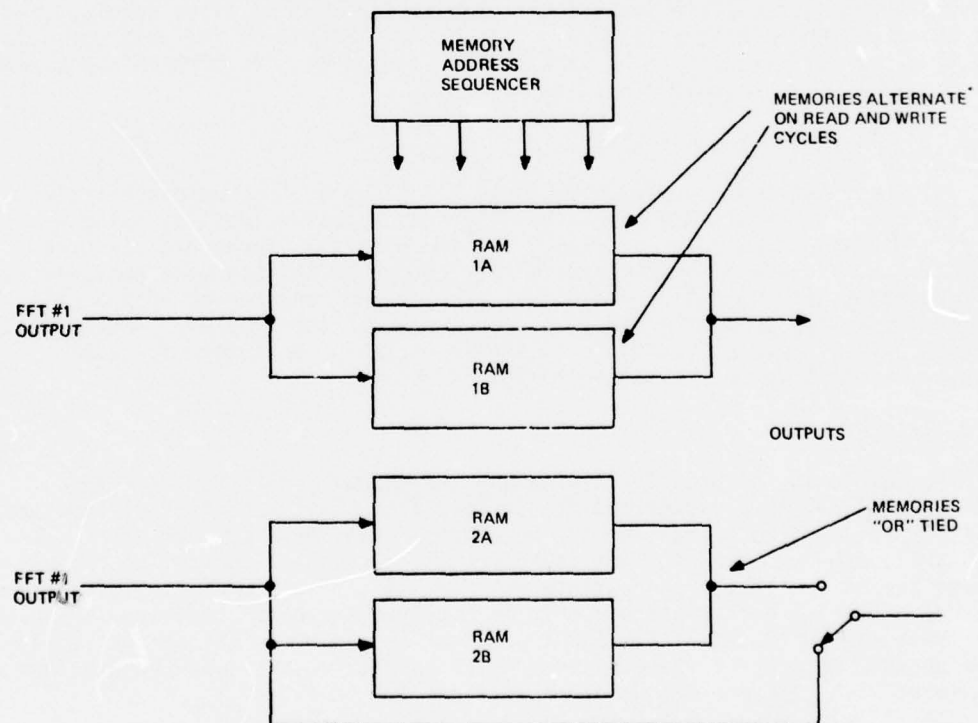 MEMORY
ADDRESS
SEQUENCER
MEMORIES ALTERNATE
ON READ AND WRITE
CYCLES
RAM
1A
FFT #1
OUTPUT
RAM
1B
OUTPUTS
RAM
2A
MEMORIES
"OR" TIED
FFT #1
OUTPUT
RAM
2B